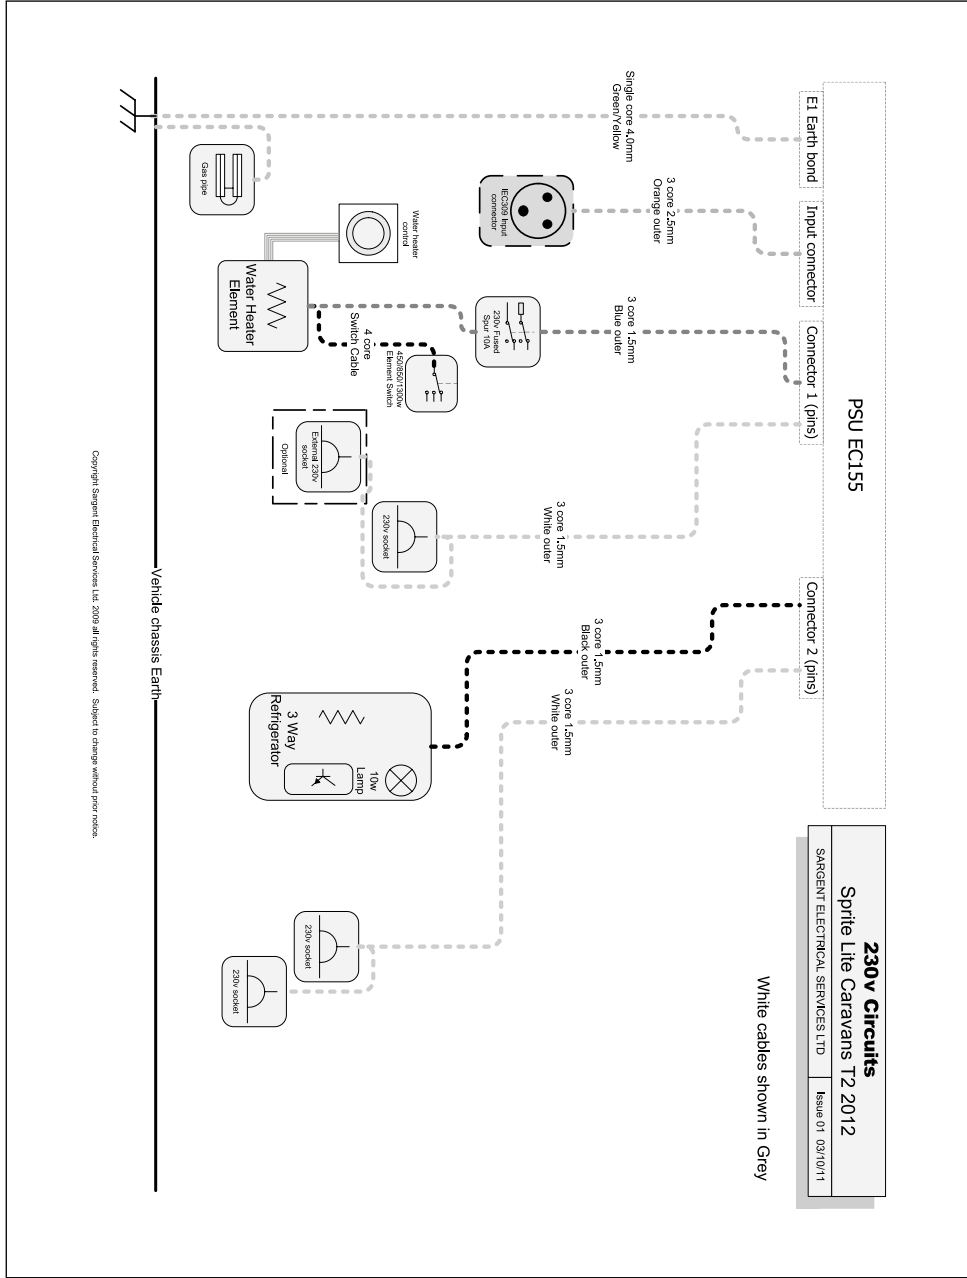 230v Circuits
Sprite Lite Caravans T2 2012
SARGENT ELECTRICAL SERVICES LTD
Issue 01 03/10/11
White cables shown in Grey
PSU EC155
E1 Earth bond
Input connector
Connector 1 (pins)
Connector 2 (pins)
Single core 4.0mm
Green/Yellow
3 core 2.5mm
Orange outer
3 core 1.5mm
Blue outer
3 core 1.5mm
White outer
3 core 1.5mm
Black outer
3 core 1.5mm
White outer
IEC309 Input
connector
230v Fused
Spur 10A
Water heater
control
Gas pipe
Water Heater
Element
4 core
Switch Cable
450/850/1300w
Element Switch
External 230v
socket
Optional
230v socket
10w
Lamp
3 Way
Refrigerator
230v socket
230v socket
Vehicle chassis Earth
Copyright Sargent Electrical Services Ltd. 2009 all rights reserved. Subject to change without prior notice.